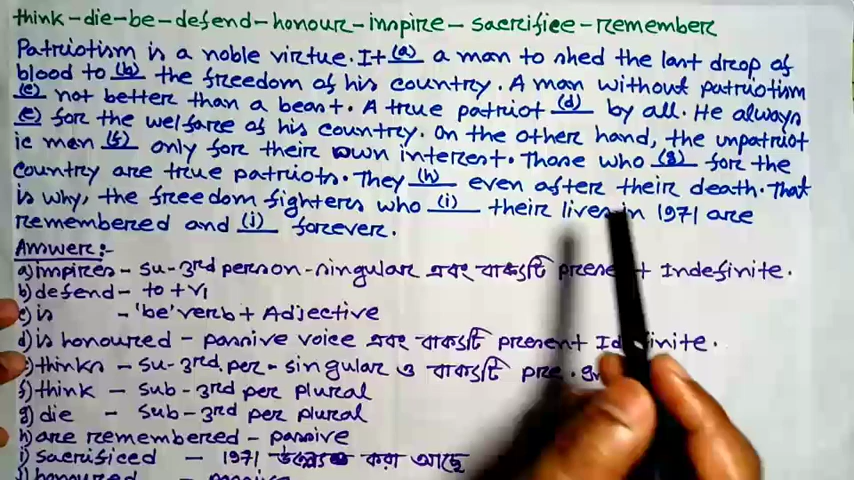 think-die-be-defend-honour-inspire-sacrifice-remember
Patriotism is a noble virtue. It (a) a man to shed the last drop of
blood to (b) the freedom of his country. A man without patriotism
(c) not better than a beast. A true patriot (d) by all. He always
(e) for the welfare of his country. On the other hand, the unpatriot
ic men (f) only for their own interest. Those who (g) for the
country are true patriots. They (h) even after their death. That
is why, the freedom fighters who (i) their lives in 1971 are
remembered and (j) forever.
Answer:-
a) inspires - su-3rd person-singular এবং বাক্যটি present Indefinite.
b) defend - to + v1
c) is - 'be' verb + Adjective
d) is honoured - passive voice এবং বাক্যটি present Idefinite.
e) thinks - su-3rd.per-singular ও বাক্যটি pre.
f) think - sub-3rd per plural
g) die - sub-3rd per plural
h) are remembered - passive
i) sacrificed - 1971 উল্লেখ করা আছে
j) honoured - passive